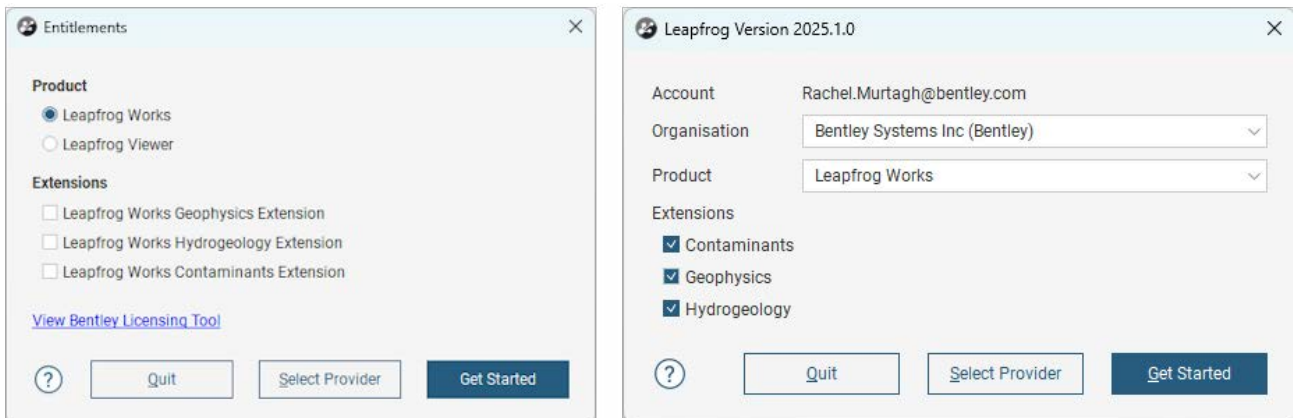 Entitlements
Product
Leapfrog Works
Leapfrog Viewer
Extensions
Leapfrog Works Geophysics Extension
Leapfrog Works Hydrogeology Extension
Leapfrog Works Contaminants Extension
View Bentley Licensing Tool
? Quit Select Provider Get Started
Leapfrog Version 2025.1.0
Account Rachel.Murtagh@bentley.com
Organisation Bentley Systems Inc (Bentley)
Product Leapfrog Works
Extensions
Contaminants
Geophysics
Hydrogeology
? Quit Select Provider Get Started